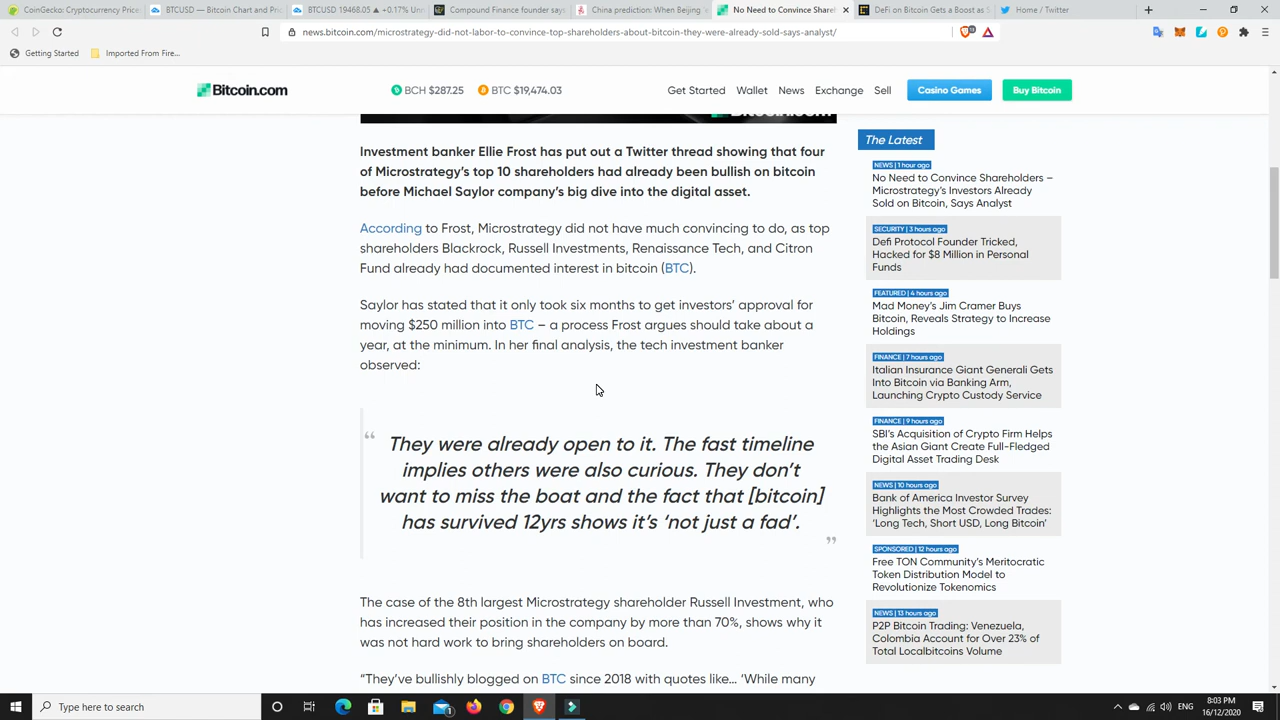 CoinGecko: Cryptocurrency Price
BTCUSD — Bitcoin Chart and Pri
BTCUSD 19468.05 ▲ +0.17% Un
Compound Finance founder says
China prediction: When Beijing
No Need to Convince Share
DeFi on Bitcoin Gets a Boost as S
Home / Twitter
news.bitcoin.com/microstrategy-did-not-labor-to-convince-top-shareholders-about-bitcoin-they-were-already-sold-says-analyst/
Getting Started
Imported From Fire...
Bitcoin.com
BCH $287.25
BTC $19,474.03
Get Started
Wallet
News
Exchange
Sell
Casino Games
Buy Bitcoin
Investment banker Ellie Frost has put out a Twitter thread showing that four
of Microstrategy's top 10 shareholders had already been bullish on bitcoin
before Michael Saylor company's big dive into the digital asset.
According to Frost, Microstrategy did not have much convincing to do, as top
shareholders Blackrock, Russell Investments, Renaissance Tech, and Citron
Fund already had documented interest in bitcoin (BTC).
Saylor has stated that it only took six months to get investors' approval for
moving $250 million into BTC – a process Frost argues should take about a
year, at the minimum. In her final analysis, the tech investment banker
observed:
“ They were already open to it. The fast timeline
implies others were also curious. They don't
want to miss the boat and the fact that [bitcoin]
has survived 12yrs shows it's 'not just a fad'.
”
The case of the 8th largest Microstrategy shareholder Russell Investment, who
has increased their position in the company by more than 70%, shows why it
was not hard work to bring shareholders on board.
“They've bullishly blogged on BTC since 2018 with quotes like... 'While many
The Latest
NEWS | 1 hour ago
No Need to Convince Shareholders –
Microstrategy's Investors Already
Sold on Bitcoin, Says Analyst
SECURITY | 3 hours ago
Defi Protocol Founder Tricked,
Hacked for $8 Million in Personal
Funds
FEATURED | 4 hours ago
Mad Money's Jim Cramer Buys
Bitcoin, Reveals Strategy to Increase
Holdings
FINANCE | 7 hours ago
Italian Insurance Giant Generali Gets
Into Bitcoin via Banking Arm,
Launching Crypto Custody Service
FINANCE | 9 hours ago
SBI's Acquisition of Crypto Firm Helps
the Asian Giant Create Full-Fledged
Digital Asset Trading Desk
NEWS | 10 hours ago
Bank of America Investor Survey
Highlights the Most Crowded Trades:
'Long Tech, Short USD, Long Bitcoin'
SPONSORED | 12 hours ago
Free TON Community's Meritocratic
Token Distribution Model to
Revolutionize Tokenomics
NEWS | 13 hours ago
P2P Bitcoin Trading: Venezuela,
Colombia Account for Over 23% of
Total Localbitcoins Volume
Type here to search
ENG
8:03 PM
16/12/2020